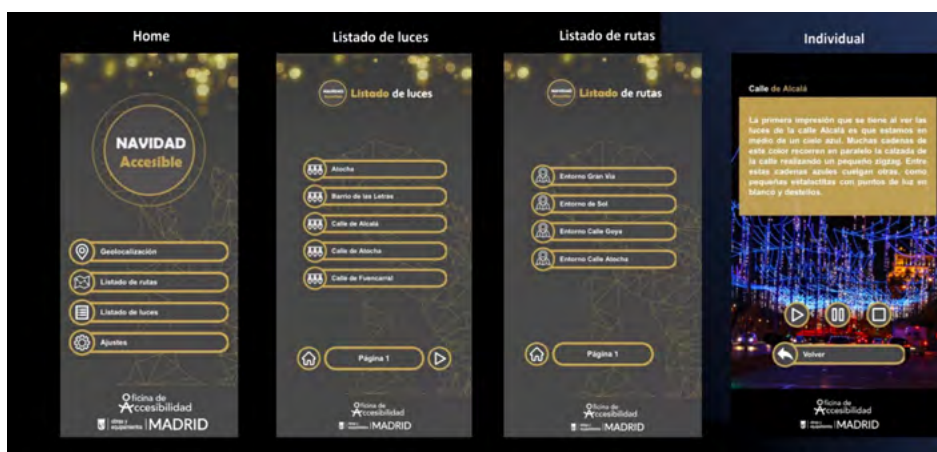 Home
NAVIDAD
Accesible
Geolocalización
Listado de rutas
Listado de luces
Ajustes
Oficina de
Accesibilidad
obras y
equipamientos MADRID
Listado de luces
NAVIDAD
Accesible
Listado de luces
Atocha
Barrio de las Letras
Calle de Alcalá
Calle de Atocha
Calle de Fuencarral
Página 1
Oficina de
Accesibilidad
MADRID
Listado de rutas
NAVIDAD
Accesible
Listado de rutas
Entorno Gran Vía
Entorno de Sol
Entorno Calle Goya
Entorno Calle Atocha
Página 1
Oficina de
Accesibilidad
MADRID
Individual
Calle de Alcalá
La primera impresión que se tiene al ver las
luces de la calle Alcalá es que estamos en
medio de un cielo azul. Muchas cadenas de
este color recorren en paralelo la calzada de
la calle realizando un pequeño zigzag. Entre
estas cadenas azules cuelgan otras, como
pequeñas estalactitas con puntos de luz en
blanco y destellos.
Volver
Oficina de
Accesibilidad
MADRID